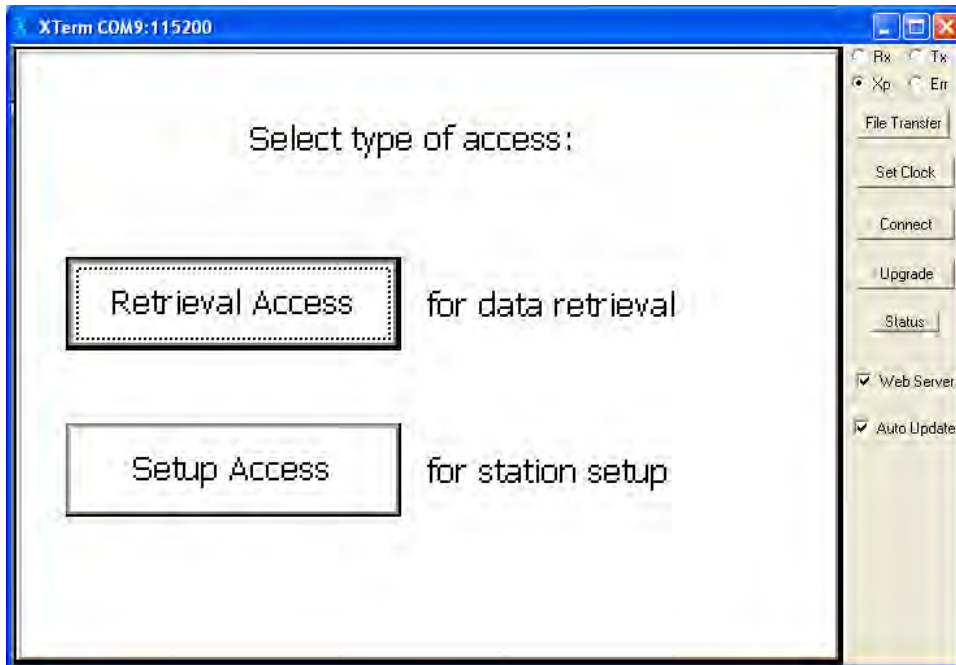 XTerm COM9:115200
Rx Tx
Xp Err
File Transfer
Set Clock
Connect
Upgrade
Status
Web Server
Auto Update
Select type of access:
Retrieval Access for data retrieval
Setup Access for station setup